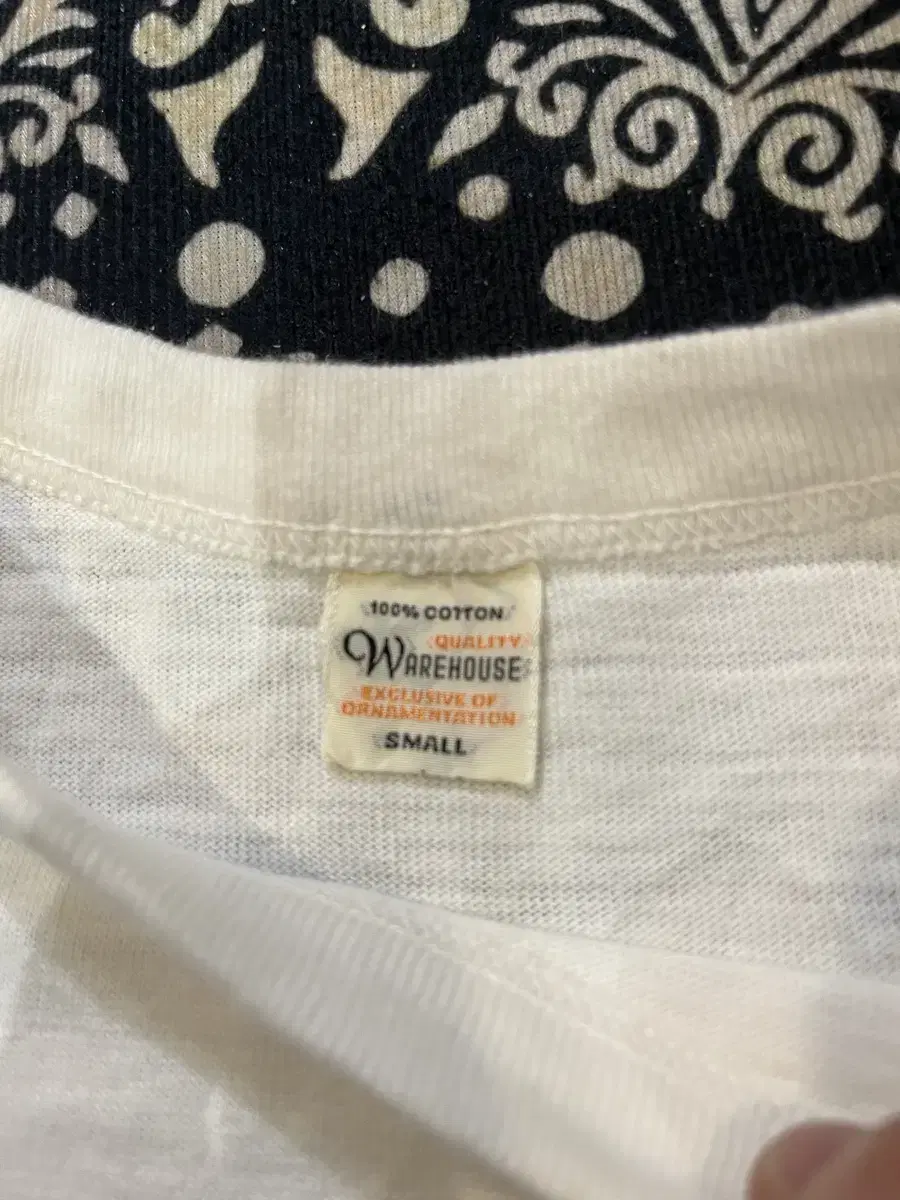 100% COTTON
QUALITY
WAREHOUSE
EXCLUSIVE OF
ORNAMENTATION
SMALL